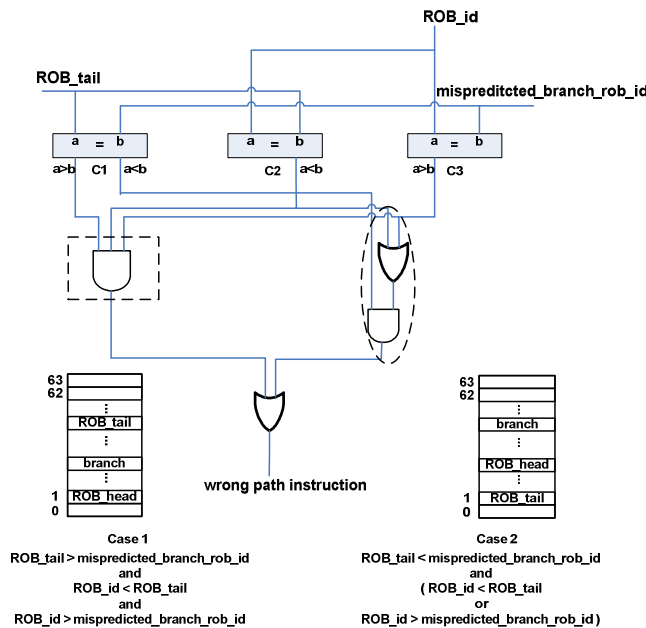 ROB_id
ROB_tail
mispreditcted_branch_rob_id
a = b
a = b
a = b
a>b C1 a<b
C2 a<b
a>b C3
63
62
ROB_tail
branch
1 ROB_head
0
wrong path instruction
63
62
branch
ROB_head
1 ROB_tail
0
Case 1
ROB_tail > mispredicted_branch_rob_id
and
ROB_id < ROB_tail
and
ROB_id > mispredicted_branch_rob_id
Case 2
ROB_tail < mispredicted_branch_rob_id
and
( ROB_id < ROB_tail
or
ROB_id > mispredicted_branch_rob_id )